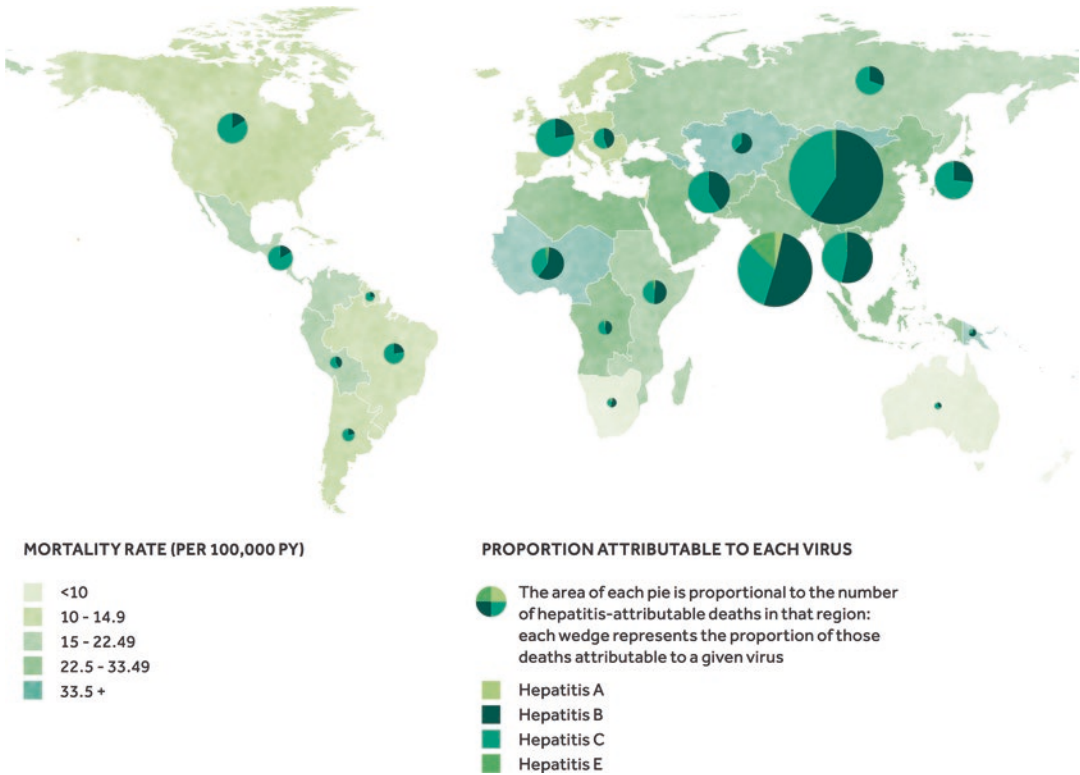 MORTALITY RATE (PER 100,000 PY)
<10
10 - 14.9
15 - 22.49
22.5 - 33.49
33.5 +
PROPORTION ATTRIBUTABLE TO EACH VIRUS
The area of each pie is proportional to the number
of hepatitis-attributable deaths in that region:
each wedge represents the proportion of those
deaths attributable to a given virus
Hepatitis A
Hepatitis B
Hepatitis C
Hepatitis E